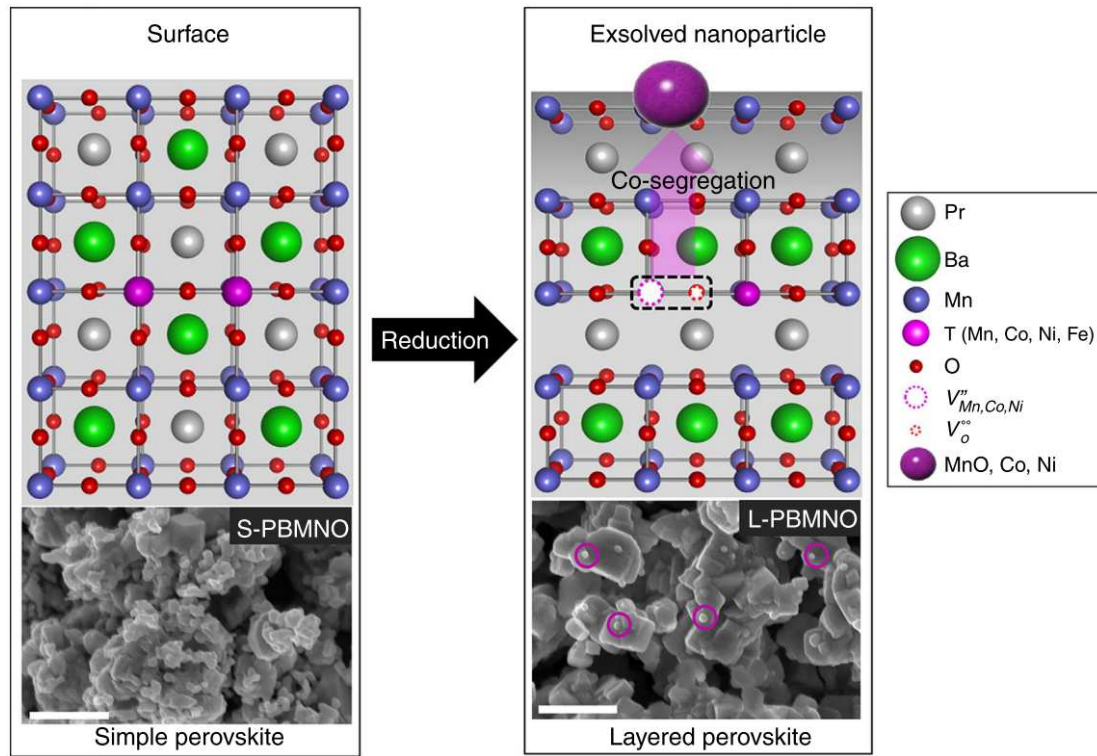 Surface
Exsolved nanoparticle
Co-segregation
Reduction
S-PBMNO
L-PBMNO
Simple perovskite
Layered perovskite
Pr
Ba
Mn
T (Mn, Co, Ni, Fe)
O
V″Mn,Co,Ni
V°°O
MnO, Co, Ni